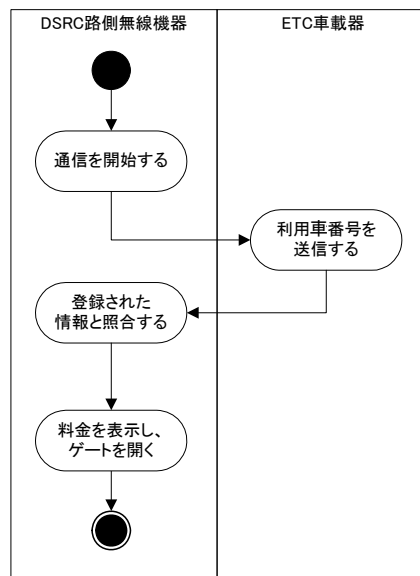 DSRC路側無線機器
ETC車載器
通信を開始する
利用車番号を
送信する
登録された
情報と照合する
料金を表示し、
ゲートを開く